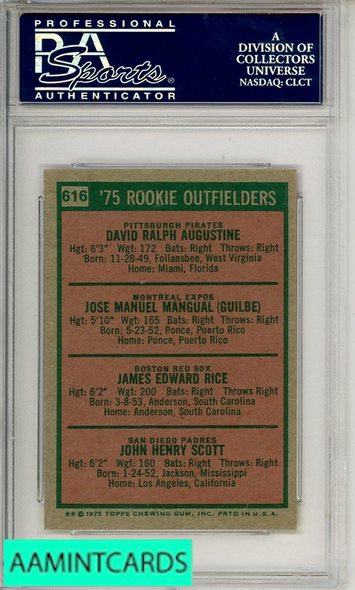 PROFESSIONAL
PSA
Sports®
AUTHENTICATOR
A
DIVISION OF
COLLECTORS
UNIVERSE
NASDAQ: CLCT
616 '75 ROOKIE OUTFIELDERS
PITTSBURGH PIRATES
DAVID RALPH AUGUSTINE
Hgt: 6'3" Wgt: 172 Bats: Right Throws: Right
Born: 11-28-49, Follansbee, West Virginia
Home: Miami, Florida
MONTREAL EXPOS
JOSE MANUEL MANGUAL (GUILBE)
Hgt: 5'10" Wgt: 165 Bats: Right Throws: Right
Born: 5-23-52, Ponce, Puerto Rico
Home: Ponce, Puerto Rico
BOSTON RED SOX
JAMES EDWARD RICE
Hgt: 6'2" Wgt: 200 Bats: Right Throws Right
Born: 3-8-53, Anderson, South Carolina
Home: Anderson, South Carolina
SAN DIEGO PADRES
JOHN HENRY SCOTT
Hgt: 6'2" Wgt: 160 Bats: Right Throws: Right
Born: 1-24-52, Jackson, Mississippi
Home: Los Angeles, California
** © 1975 TOPPS CHEWING GUM, INC. PRTD IN U.S.A.
AAMINTCARDS